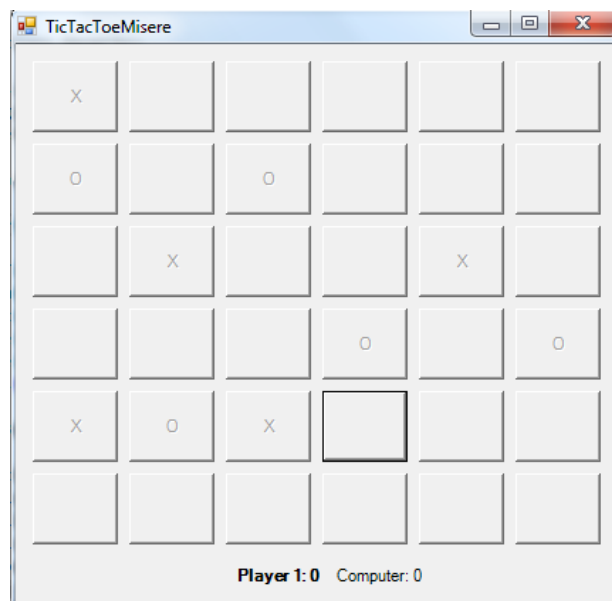 TicTacToeMisere
X
O O
X X
O O
X O X
Player 1: 0 Computer: 0